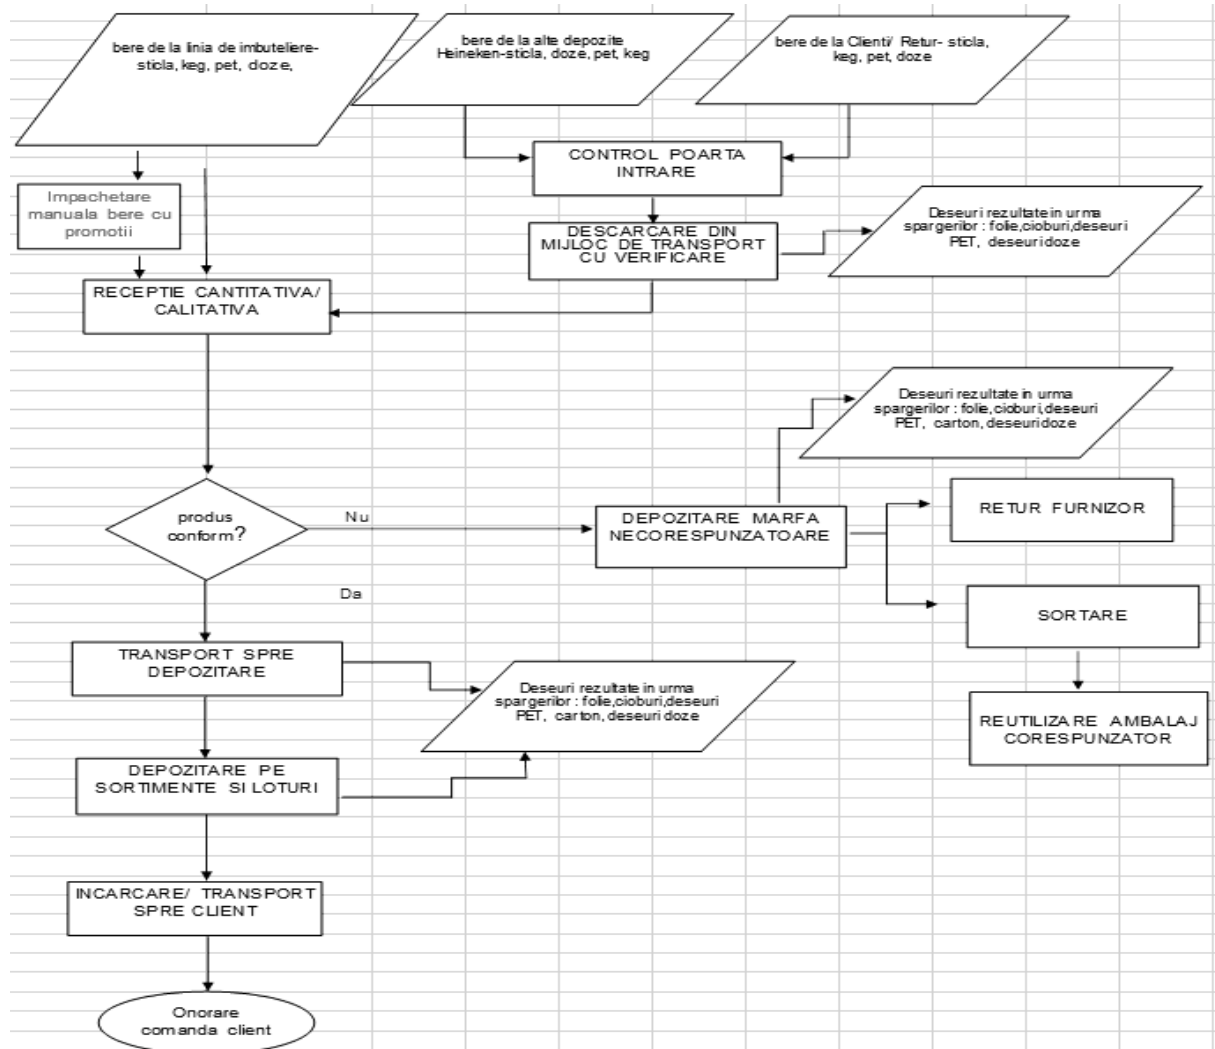 bere de la linia de imbuteliere-
sticla, keg, pet, doze,
bere de la alte depozite
Heineken-sticla, doze, pet, keg
bere de la Clienti/ Retur- sticla,
keg, pet, doze
CONTROL POARTA
INTRARE
Impachetare
manuala bere cu
promotii
DESCARCARE DIN
MIJLOC DE TRANSPORT
CU VERIFICARE
Deseuri rezultate in urma
spargerilor : folie,cioburi,deseuri
PET, deseuri doze
RECEPTIE CANTITATIVA/
CALITATIVA
Deseuri rezultate in urma
spargerilor : folie,cioburi,deseuri
PET, carton, deseuri doze
produs
conform?
Nu
DEPOZITARE MARFA
NECORESPUNZATOARE
RETUR FURNIZOR
Da
SORTARE
TRANSPORT SPRE
DEPOZITARE
Deseuri rezultate in urma
spargerilor : folie,cioburi,deseuri
PET, carton, deseuri doze
REUTILIZARE AMBALAJ
CORESPUNZATOR
DEPOZITARE PE
SORTIMENTE SI LOTURI
INCARCARE/ TRANSPORT
SPRE CLIENT
Onorare
comanda client